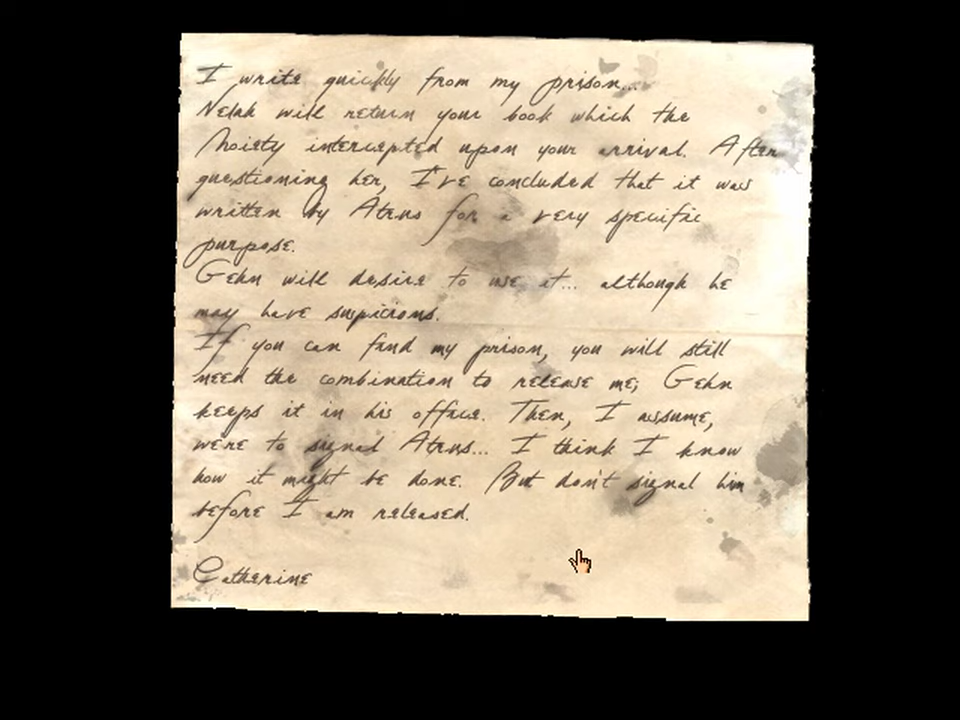 I write quickly from my prison...
Nelah will return your book which the
Moiety intercepted upon your arrival. After
questioning her, I've concluded that it was
written by Atrus for a very specific
purpose.
Gehn will desire to use it... although he
may have suspicions.
If you can find my prison, you will still
need the combination to release me; Gehn
keeps it in his office. Then, I assume,
we're to signal Atrus... I think I know
how it might be done. But don't signal him
before I am released.
Catherine